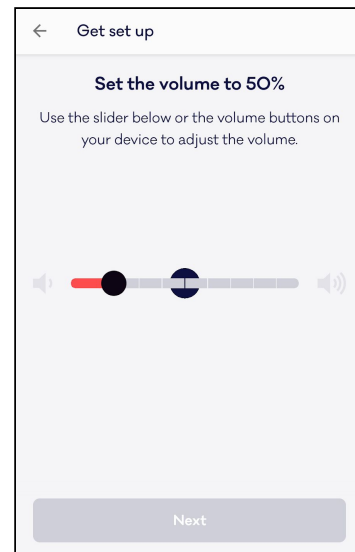 Get set up
Set the volume to 50%
Use the slider below or the volume buttons on
your device to adjust the volume.
Next